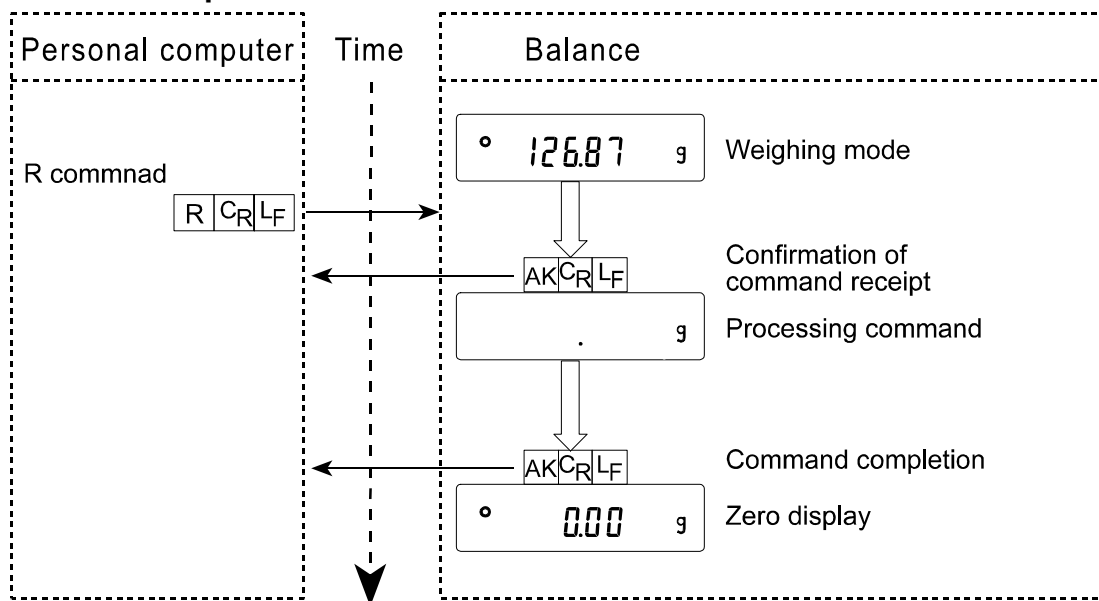 Personal computer Time Balance
126.87 g Weighing mode
R commnad
R CR LF
Confirmation of
AK CR LF command receipt
. g Processing command
AK CR LF Command completion
0.00 g Zero display